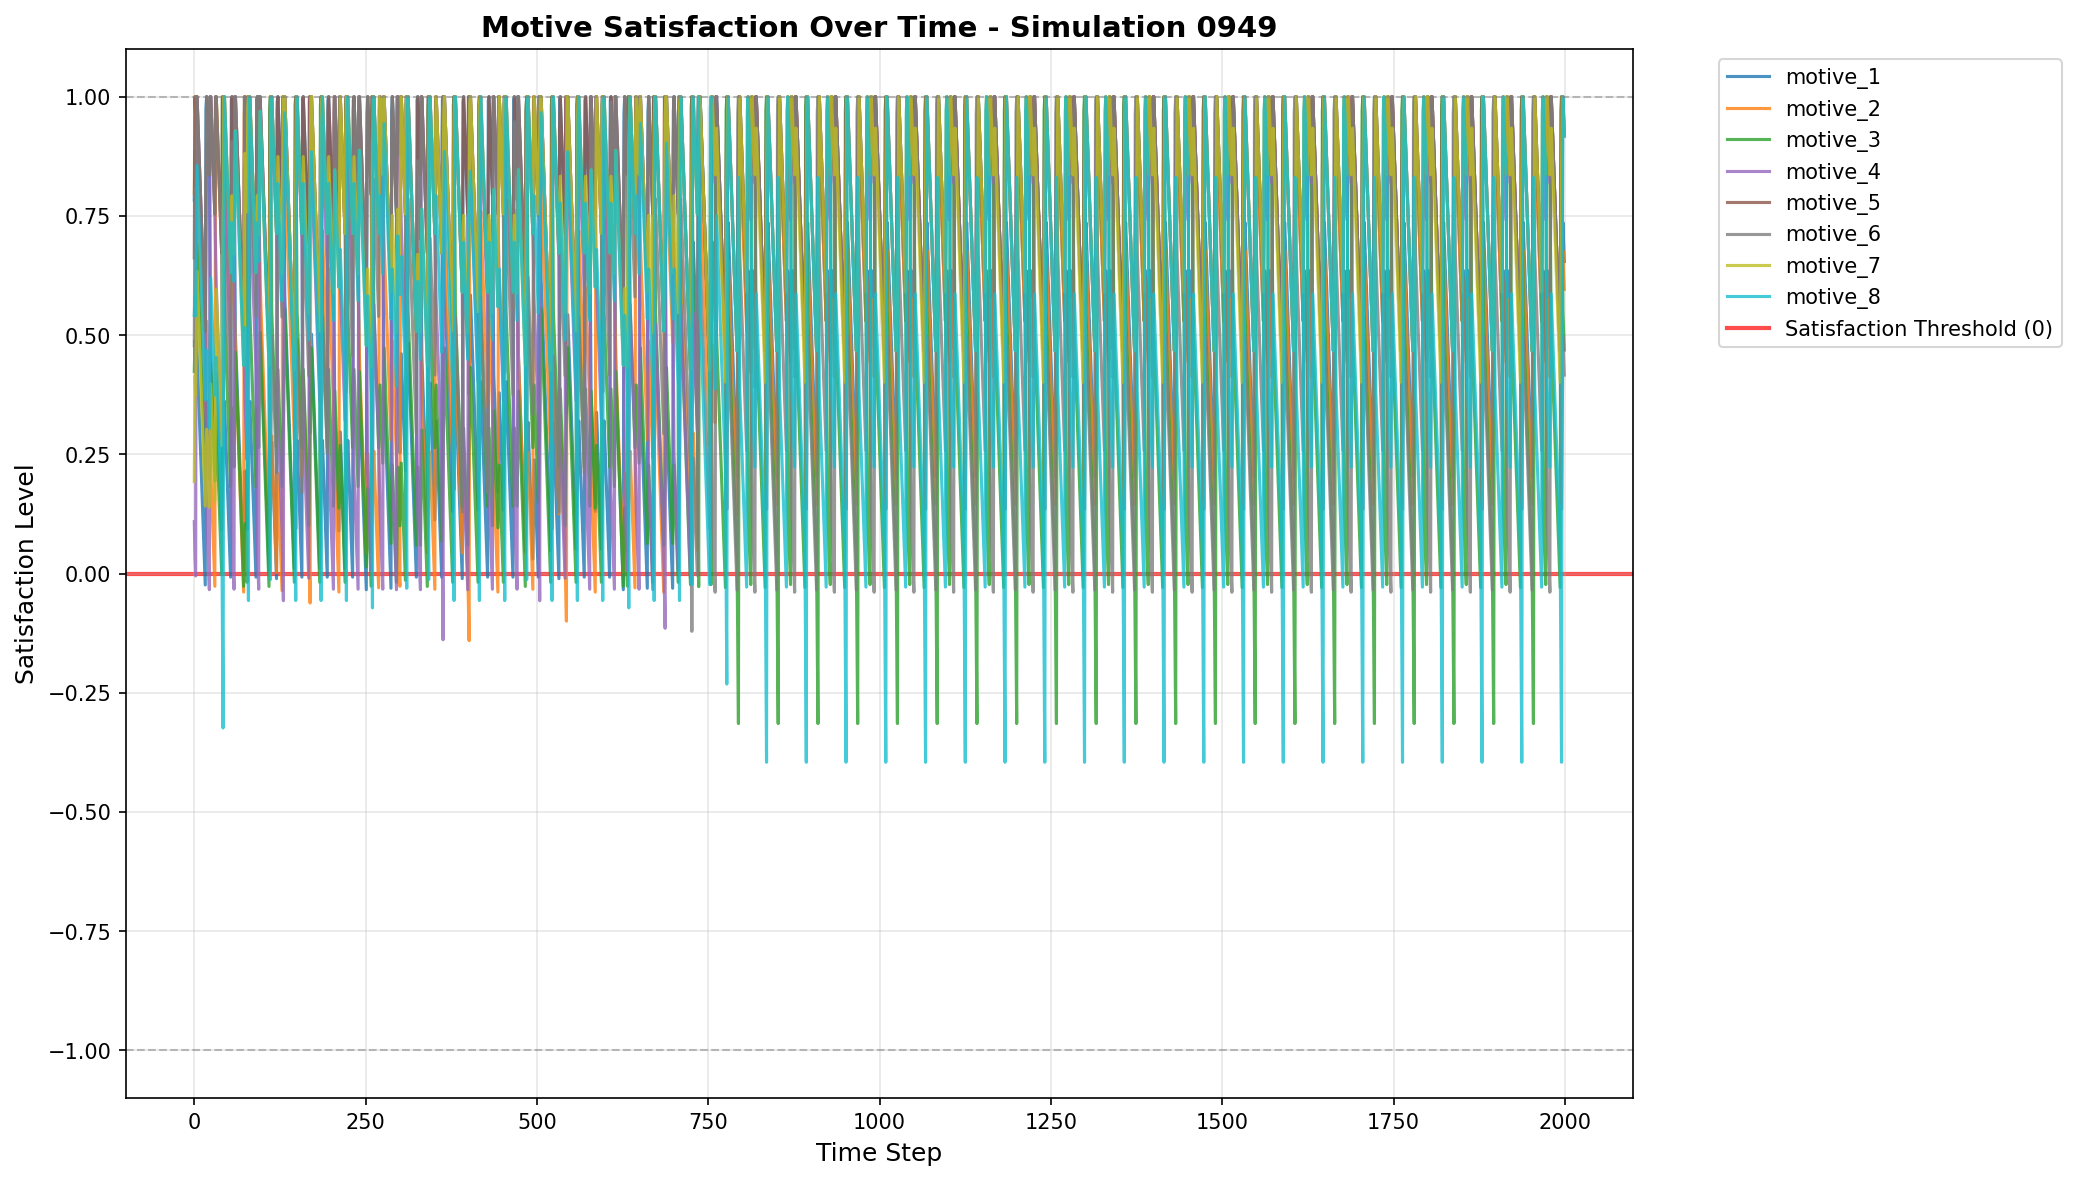 Motive Satisfaction Over Time - Simulation 0949
Satisfaction Level
1.00
0.75
0.50
0.25
0.00
−0.25
−0.50
−0.75
−1.00
0
250
500
750
1000
1250
1500
1750
2000
Time Step
motive_1
motive_2
motive_3
motive_4
motive_5
motive_6
motive_7
motive_8
Satisfaction Threshold (0)